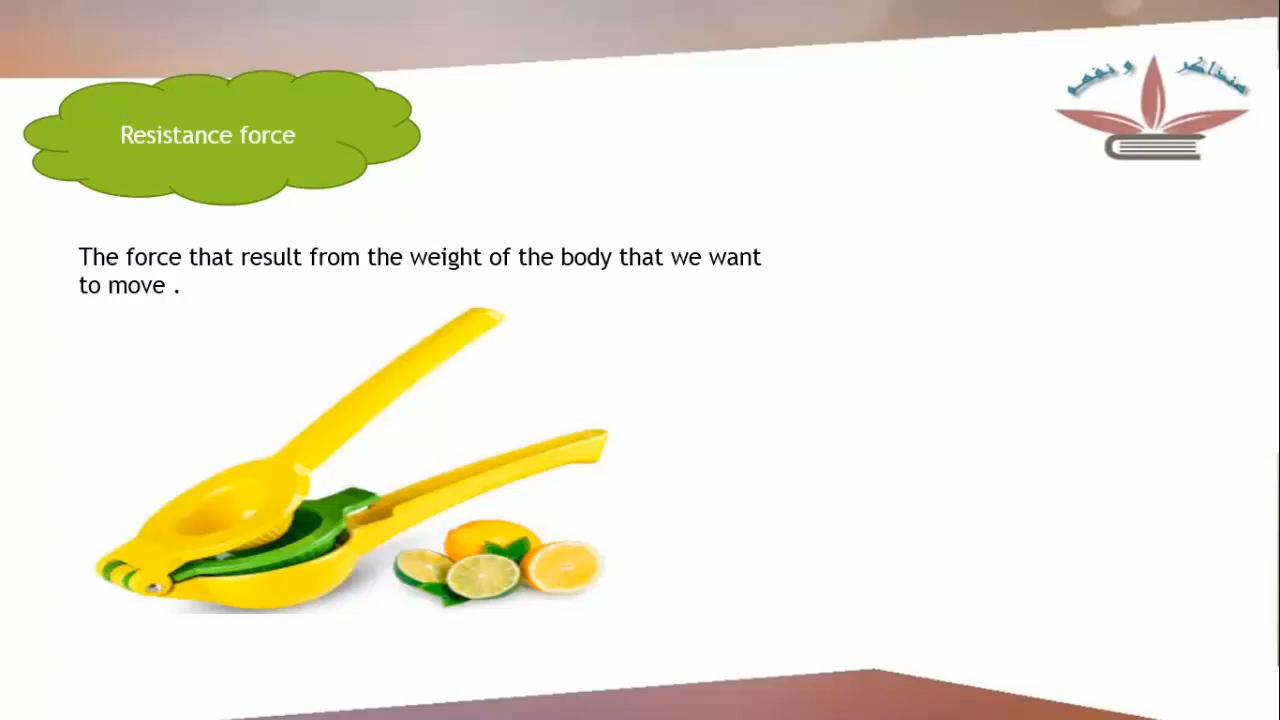 Resistance force
The force that result from the weight of the body that we want
to move .